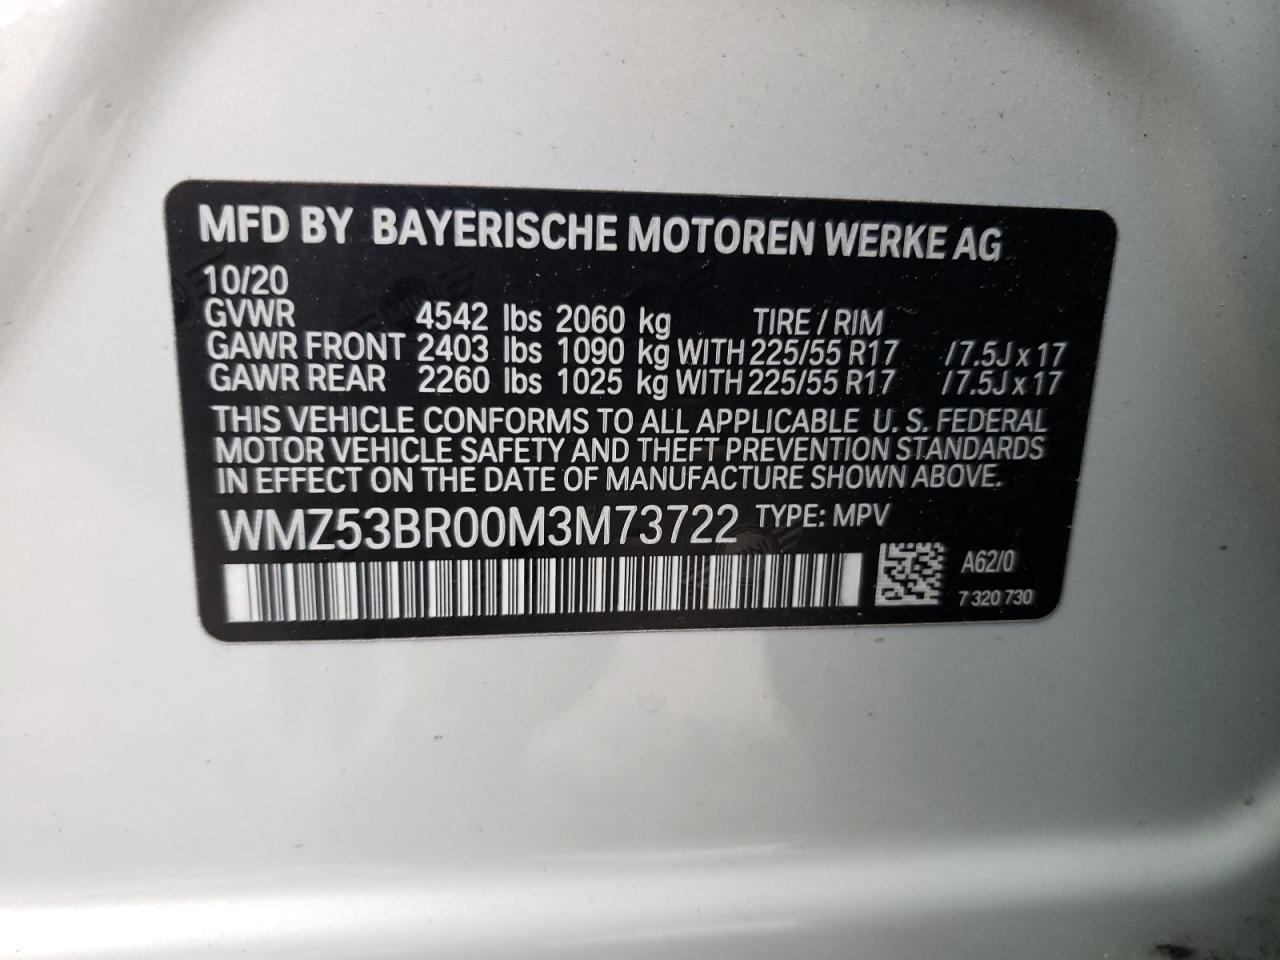 MFD BY BAYERISCHE MOTOREN WERKE AG
10/20
GVWR 4542 lbs 2060 kg TIRE / RIM
GAWR FRONT 2403 lbs 1090 kg WITH 225/55 R17 / 7.5J x 17
GAWR REAR 2260 lbs 1025 kg WITH 225/55 R17 / 7.5J x 17
THIS VEHICLE CONFORMS TO ALL APPLICABLE U. S. FEDERAL
MOTOR VEHICLE SAFETY AND THEFT PREVENTION STANDARDS
IN EFFECT ON THE DATE OF MANUFACTURE SHOWN ABOVE.
WMZ53BR00M3M73722 TYPE: MPV
A62/0
7 320 730